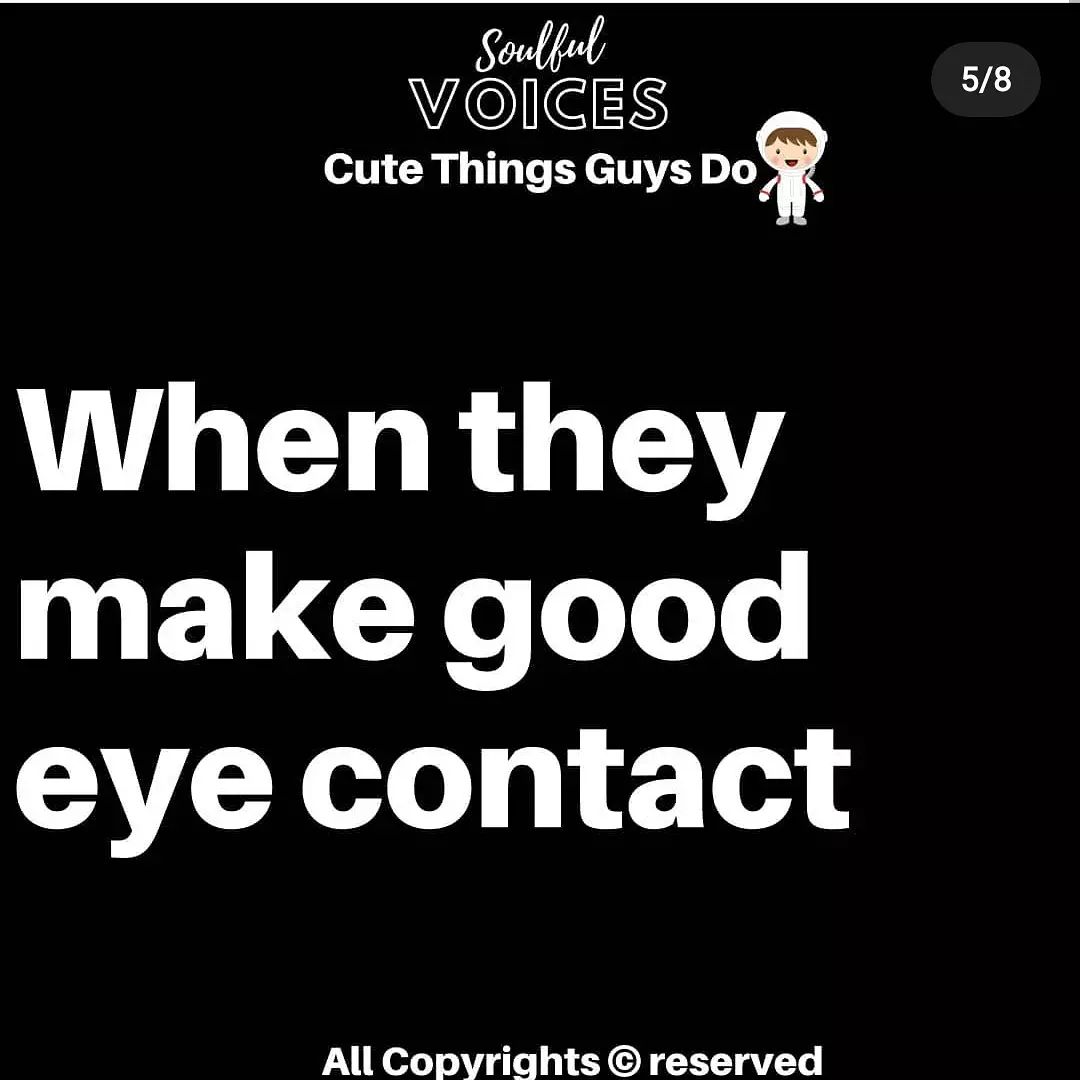 Soulful
VOICES
5/8
Cute Things Guys Do
When they
make good
eye contact
All Copyrights © reserved